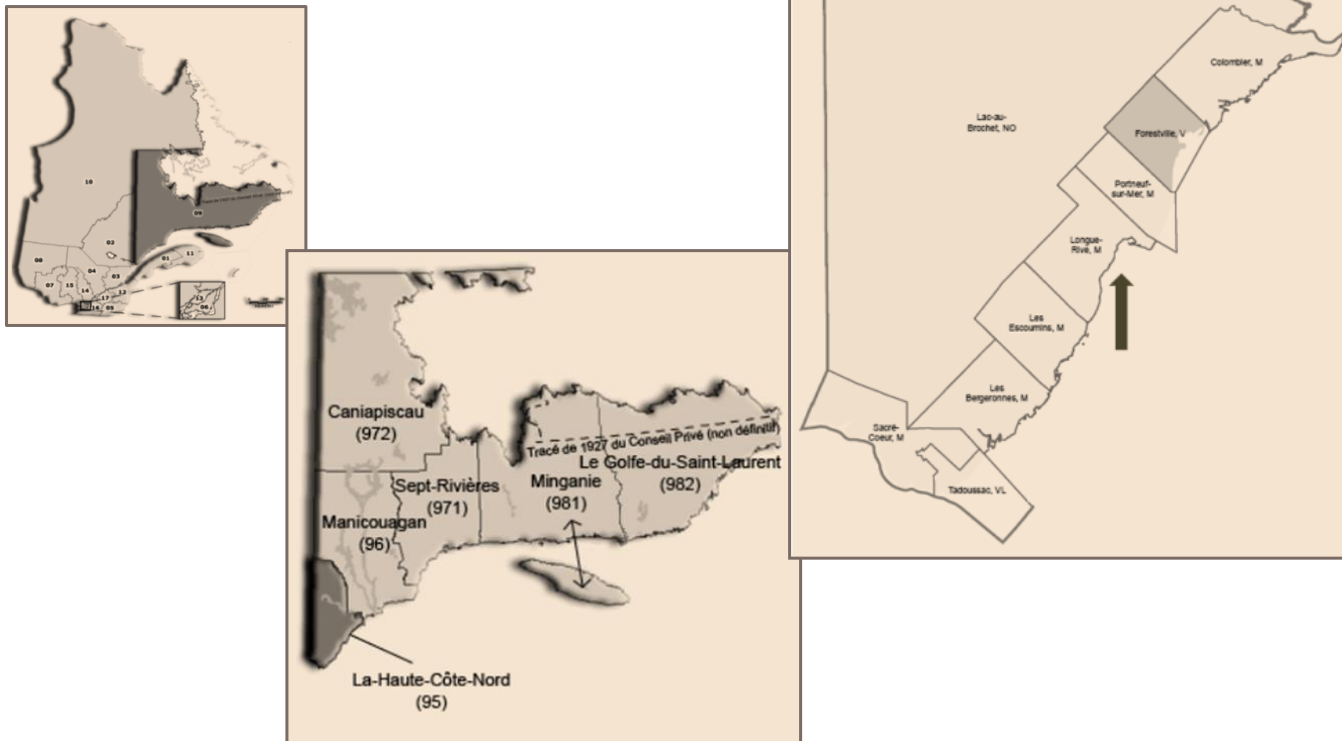 10
09
02
01
11
08
04
03
07
15
14
12
17
16
05
13
06
Caniapiscau
(972)
Tracé de 1927 du Conseil Privé (non définitif)
Le Golfe-du-Saint-Laurent
(982)
Sept-Rivières
(971)
Minganie
(981)
Manicouagan
(96)
La-Haute-Côte-Nord
(95)
Colombier, M
Lac-au-
Brochet, NO
Forestville, V
Portneuf-
sur-Mer, M
Longue-
Rive, M
Les
Escoumins, M
Les
Bergeronnes, M
Sacré-
Coeur, M
Tadoussac, VL